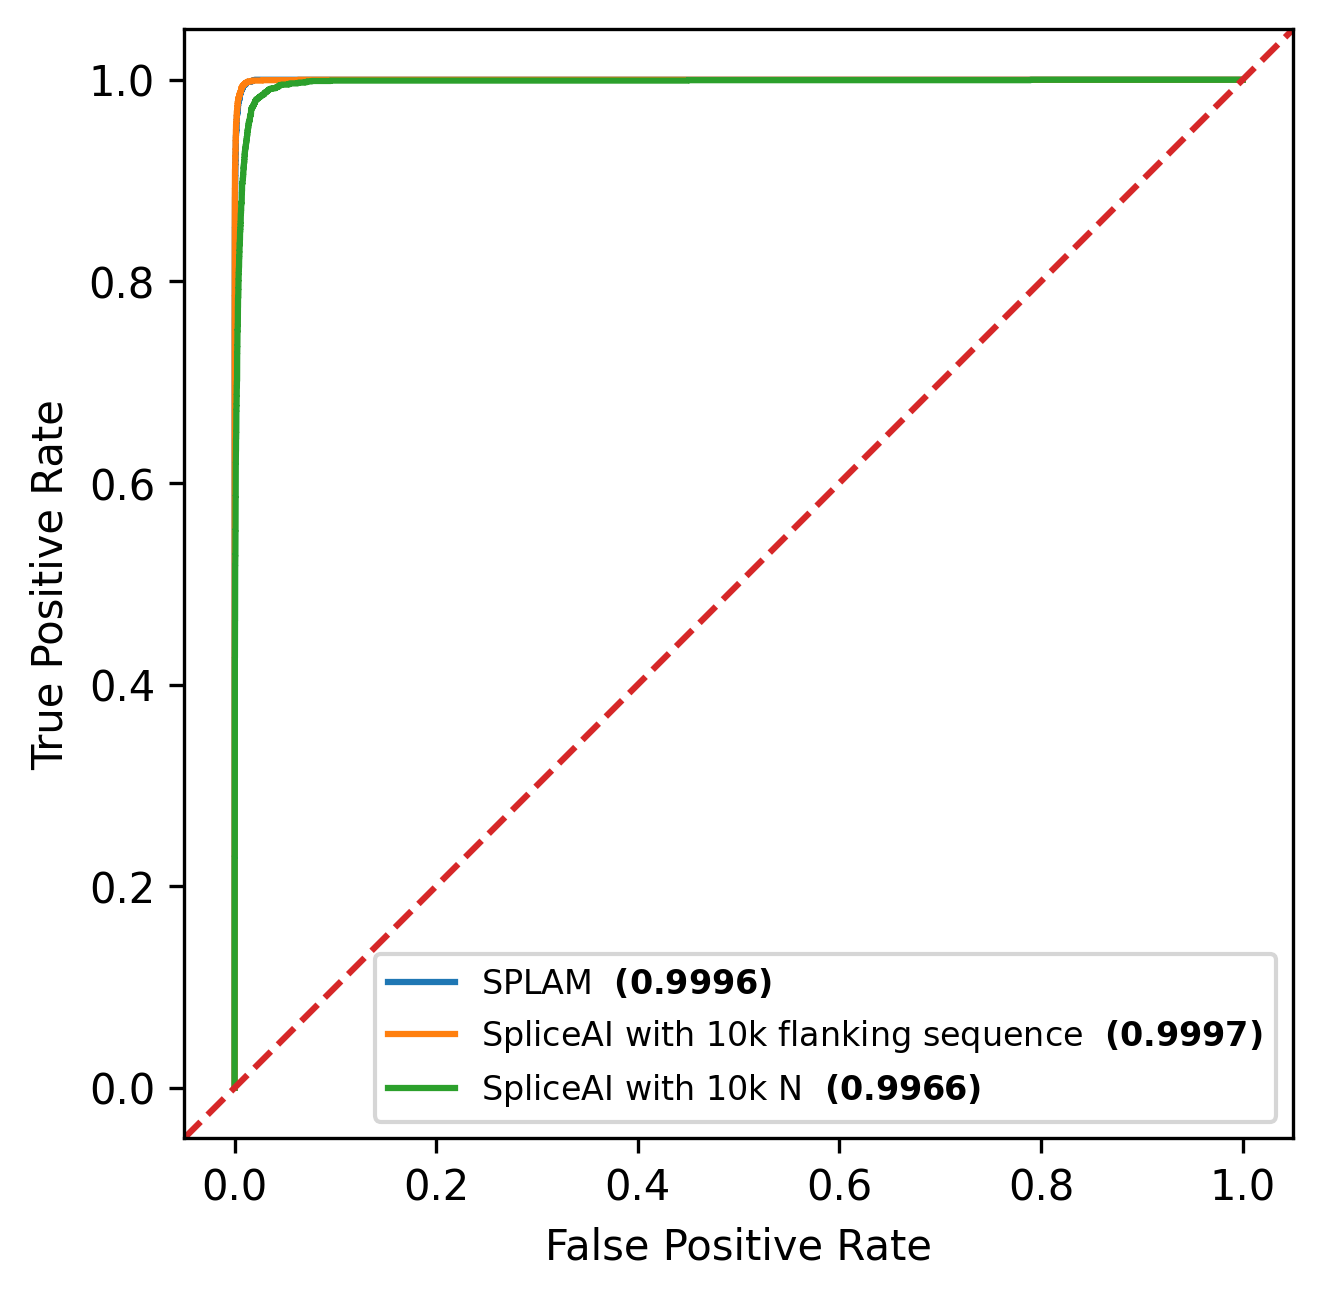 1.0
0.8
0.6
0.4
0.2
0.0
True Positive Rate
SPLAM (0.9996)
SpliceAI with 10k flanking sequence (0.9997)
SpliceAI with 10k N (0.9966)
0.0 0.2 0.4 0.6 0.8 1.0
False Positive Rate